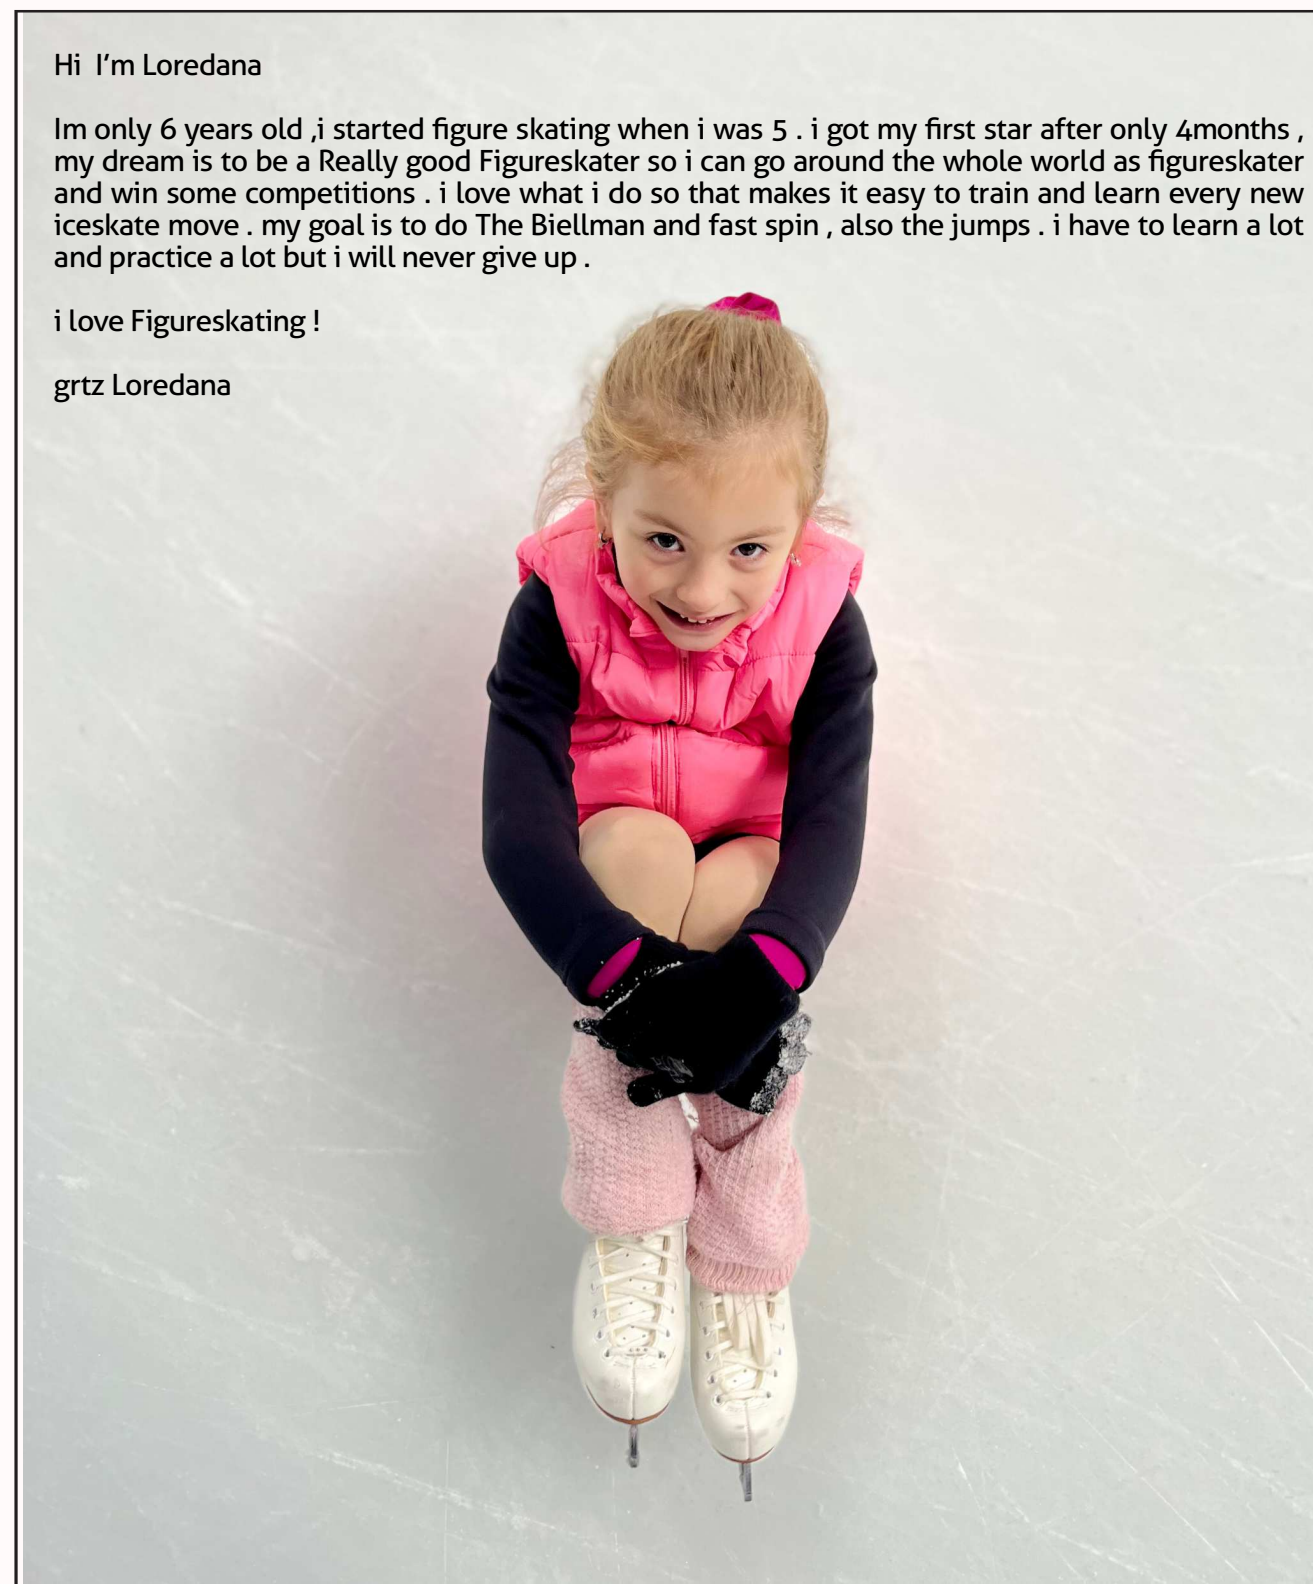 Hi  I’m Loredana
Im only 6 years old ,i started figure skating when i was 5 . i got my first star after only 4months ,
my dream is to be a Really good Figureskater so i can go around the whole world as figureskater
and win some competitions . i love what i do so that makes it easy to train and learn every new
iceskate move . my goal is to do The Biellman and fast spin , also the jumps . i have to learn a lot
and practice a lot but i will never give up .
i love Figureskating !
grtz Loredana